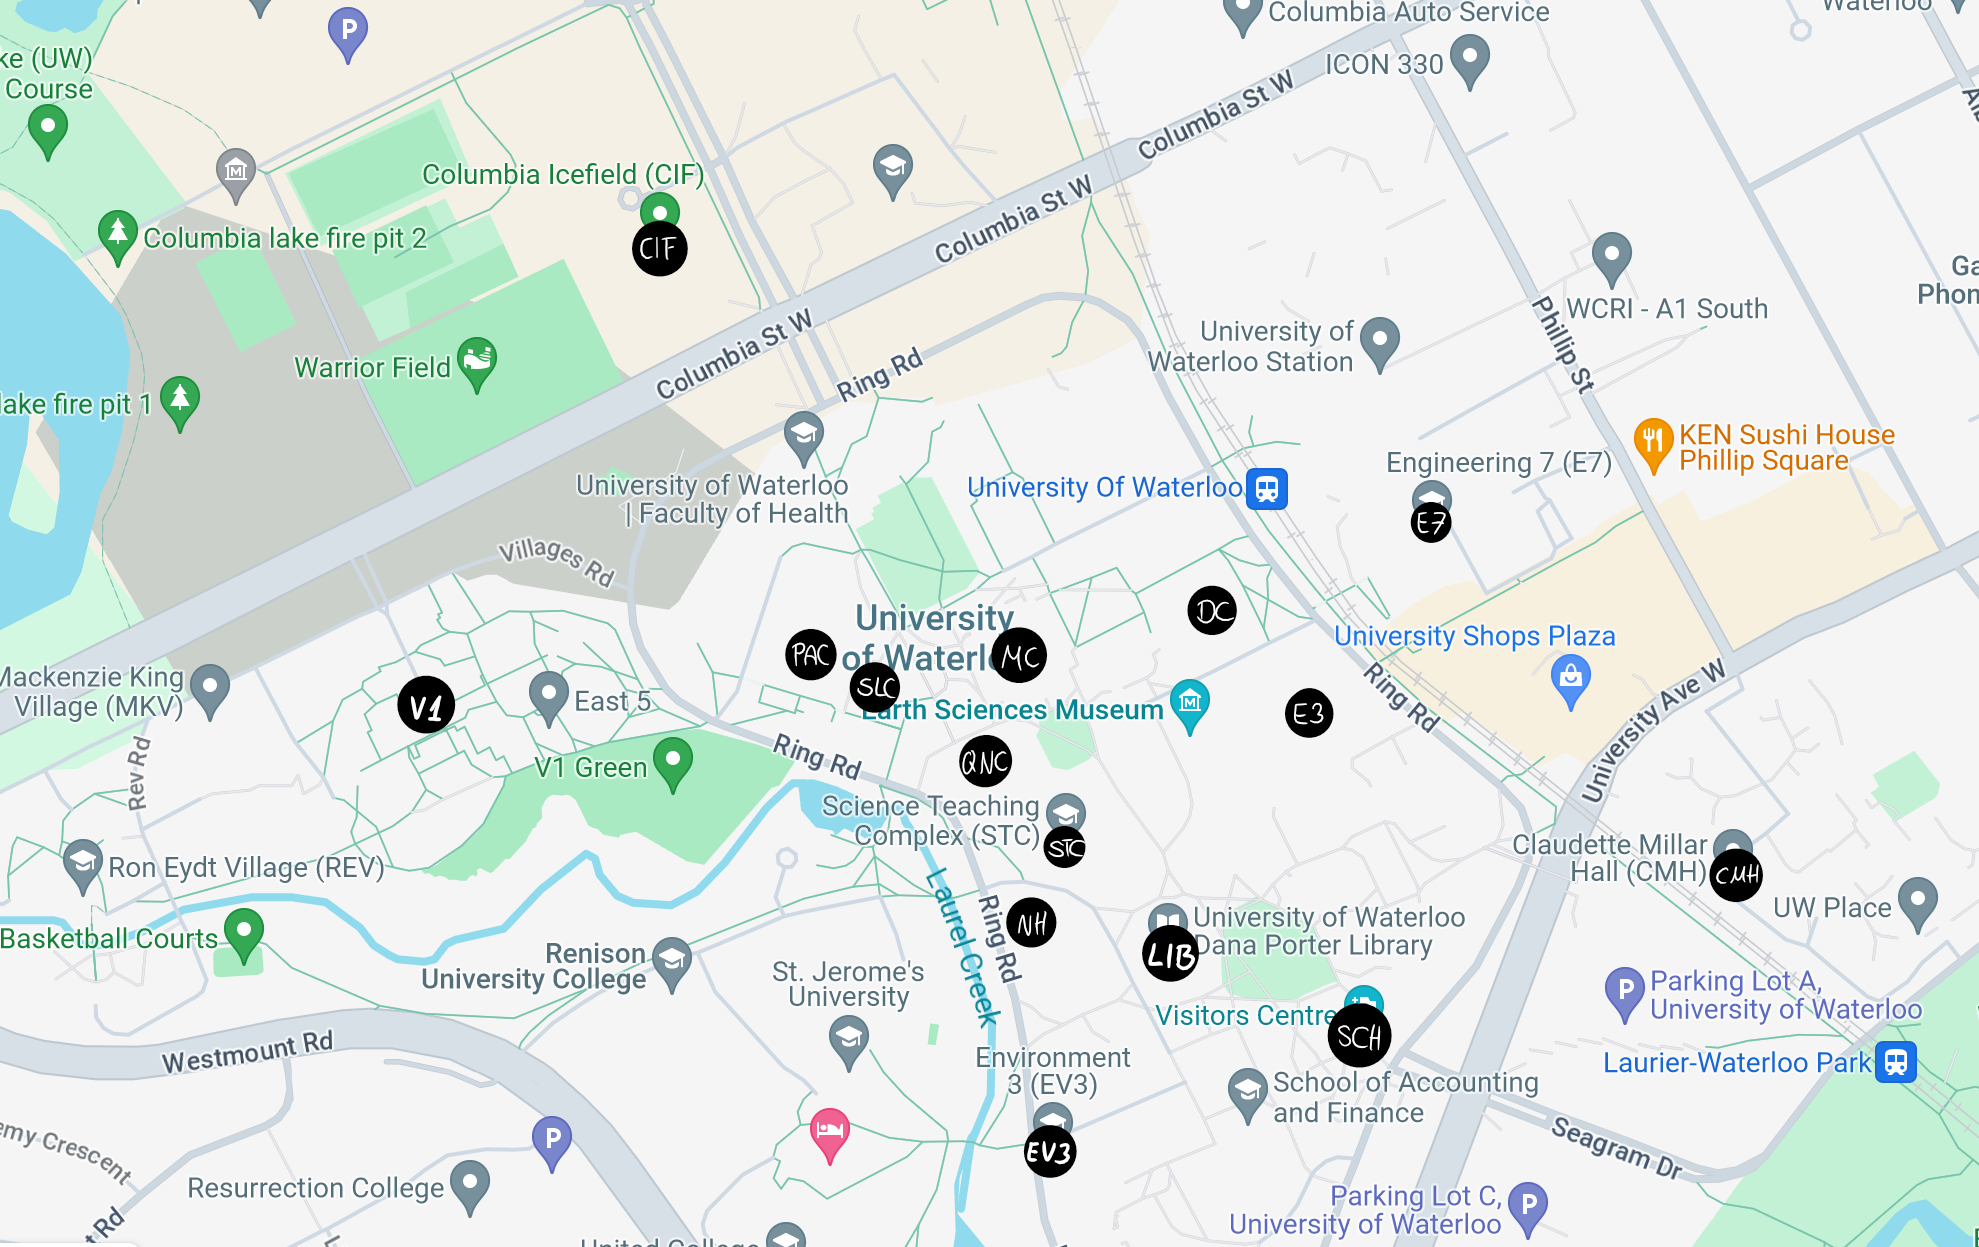 Columbia Auto Service
Waterloo
ICON 330
P
ke (UW)
Course
Columbia St W
Columbia Icefield (CIF)
CIF
Columbia St W
Columbia lake fire pit 2
WCRI - A1 South
Ga
Phon
University of
Waterloo Station
Phillip St
Columbia St W
Ring Rd
Warrior Field
lake fire pit 1
KEN Sushi House
Phillip Square
Engineering 7 (E7)
E7
University of Waterloo
| Faculty of Health
University Of Waterloo
Villages Rd
University
of Waterl
DC
PAC
MC
SLC
University Shops Plaza
Mackenzie King
Village (MKV)
V1
East 5
Earth Sciences Museum
E3
Ring Rd
University Ave W
Rev Rd
V1 Green
Ring Rd
QNC
Science Teaching
Complex (STC)
STC
Ron Eydt Village (REV)
Claudette Millar
Hall (CMH)
CMH
UW Place
Laurel Creek
Ring Rd
NH
University of Waterloo
Dana Porter Library
LIB
Basketball Courts
Renison
University College
St. Jerome's
University
P
Parking Lot A,
University of Waterloo
Visitors Centre
SCH
Westmount Rd
Environment
3 (EV3)
EV3
Laurier-Waterloo Park
School of Accounting
and Finance
Seagram Dr
emy Crescent
P
Resurrection College
P
Parking Lot C,
University of Waterloo
t Rd
United College